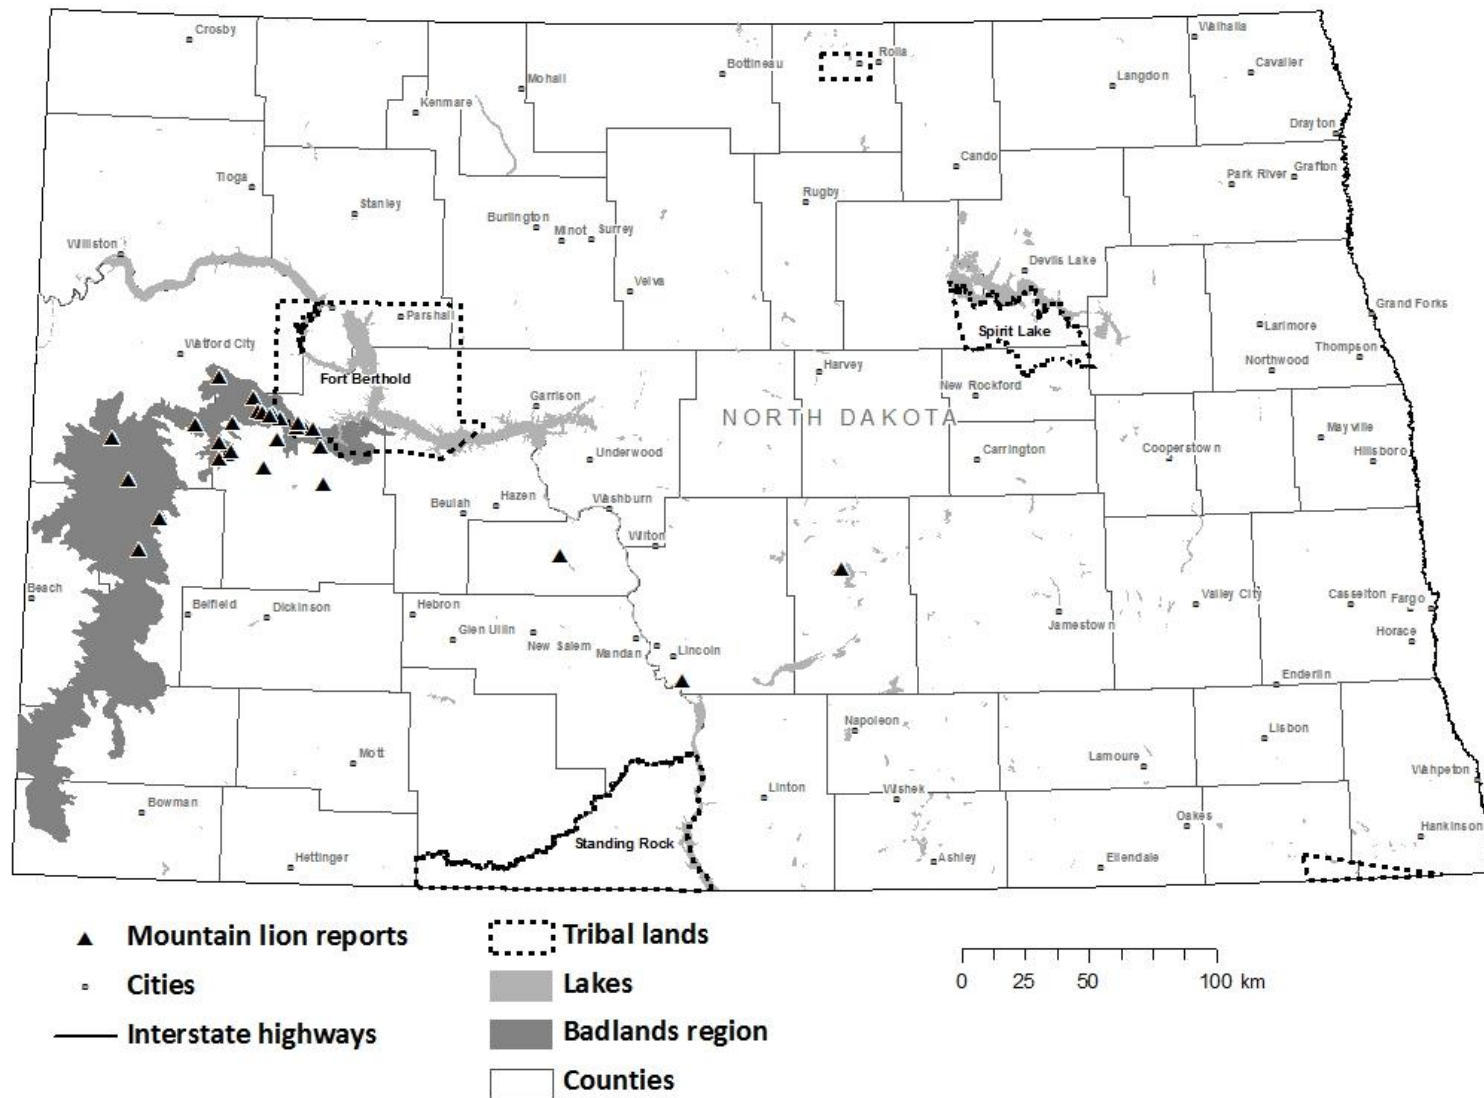 Crosby
Mohall
Kenmare
Bottineau
Rolla
Walhalla
Cavalier
Langdon
Drayton
Cando
Park River
Grafton
Tioga
Stanley
Rugby
Burlington
Minot
Surrey
Williston
Velva
Devils Lake
Grand Forks
Parshall
Spirit Lake
Larimore
Watford City
Thompson
Northwood
Fort Berthold
Harvey
New Rockford
Garrison
NORTH DAKOTA
Mayville
Underwood
Carrington
Cooperstown
Hillsboro
Beulah
Hazen
Washburn
Wilton
Beach
Belfield
Dickinson
Hebron
Glen Ullin
New Salem
Mandan
Lincoln
Jamestown
Valley City
Casselton
Fargo
Horace
Enderlin
Mott
Napoleon
Lisbon
Lamoure
Wahpeton
Bowman
Linton
Wishek
Oakes
Hankinson
Hettinger
Standing Rock
Ashley
Ellendale
Mountain lion reports
Cities
Interstate highways
Tribal lands
Lakes
Badlands region
Counties
0 25 50 100 km